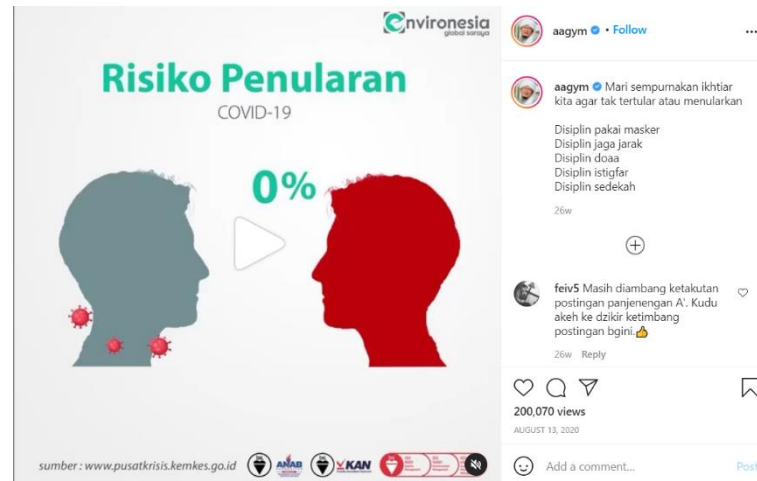 Environesia
global saraya
Risiko Penularan
COVID-19
0%
sumber : www.pusatkrisis.kemkes.go.id
ANAB
KAN
aagym • Follow
aagym Mari sempurnakan ikhtiar
kita agar tak tertular atau menularkan
Disiplin pakai masker
Disiplin jaga jarak
Disiplin doaa
Disiplin istigfar
Disiplin sedekah
26w
feiv5 Masih diambang ketakutan
postingan panjenengan A'. Kudu
akeh ke dzikir ketimbang
postingan bgini.👍
26w Reply
200,070 views
AUGUST 13, 2020
Add a comment...
Post